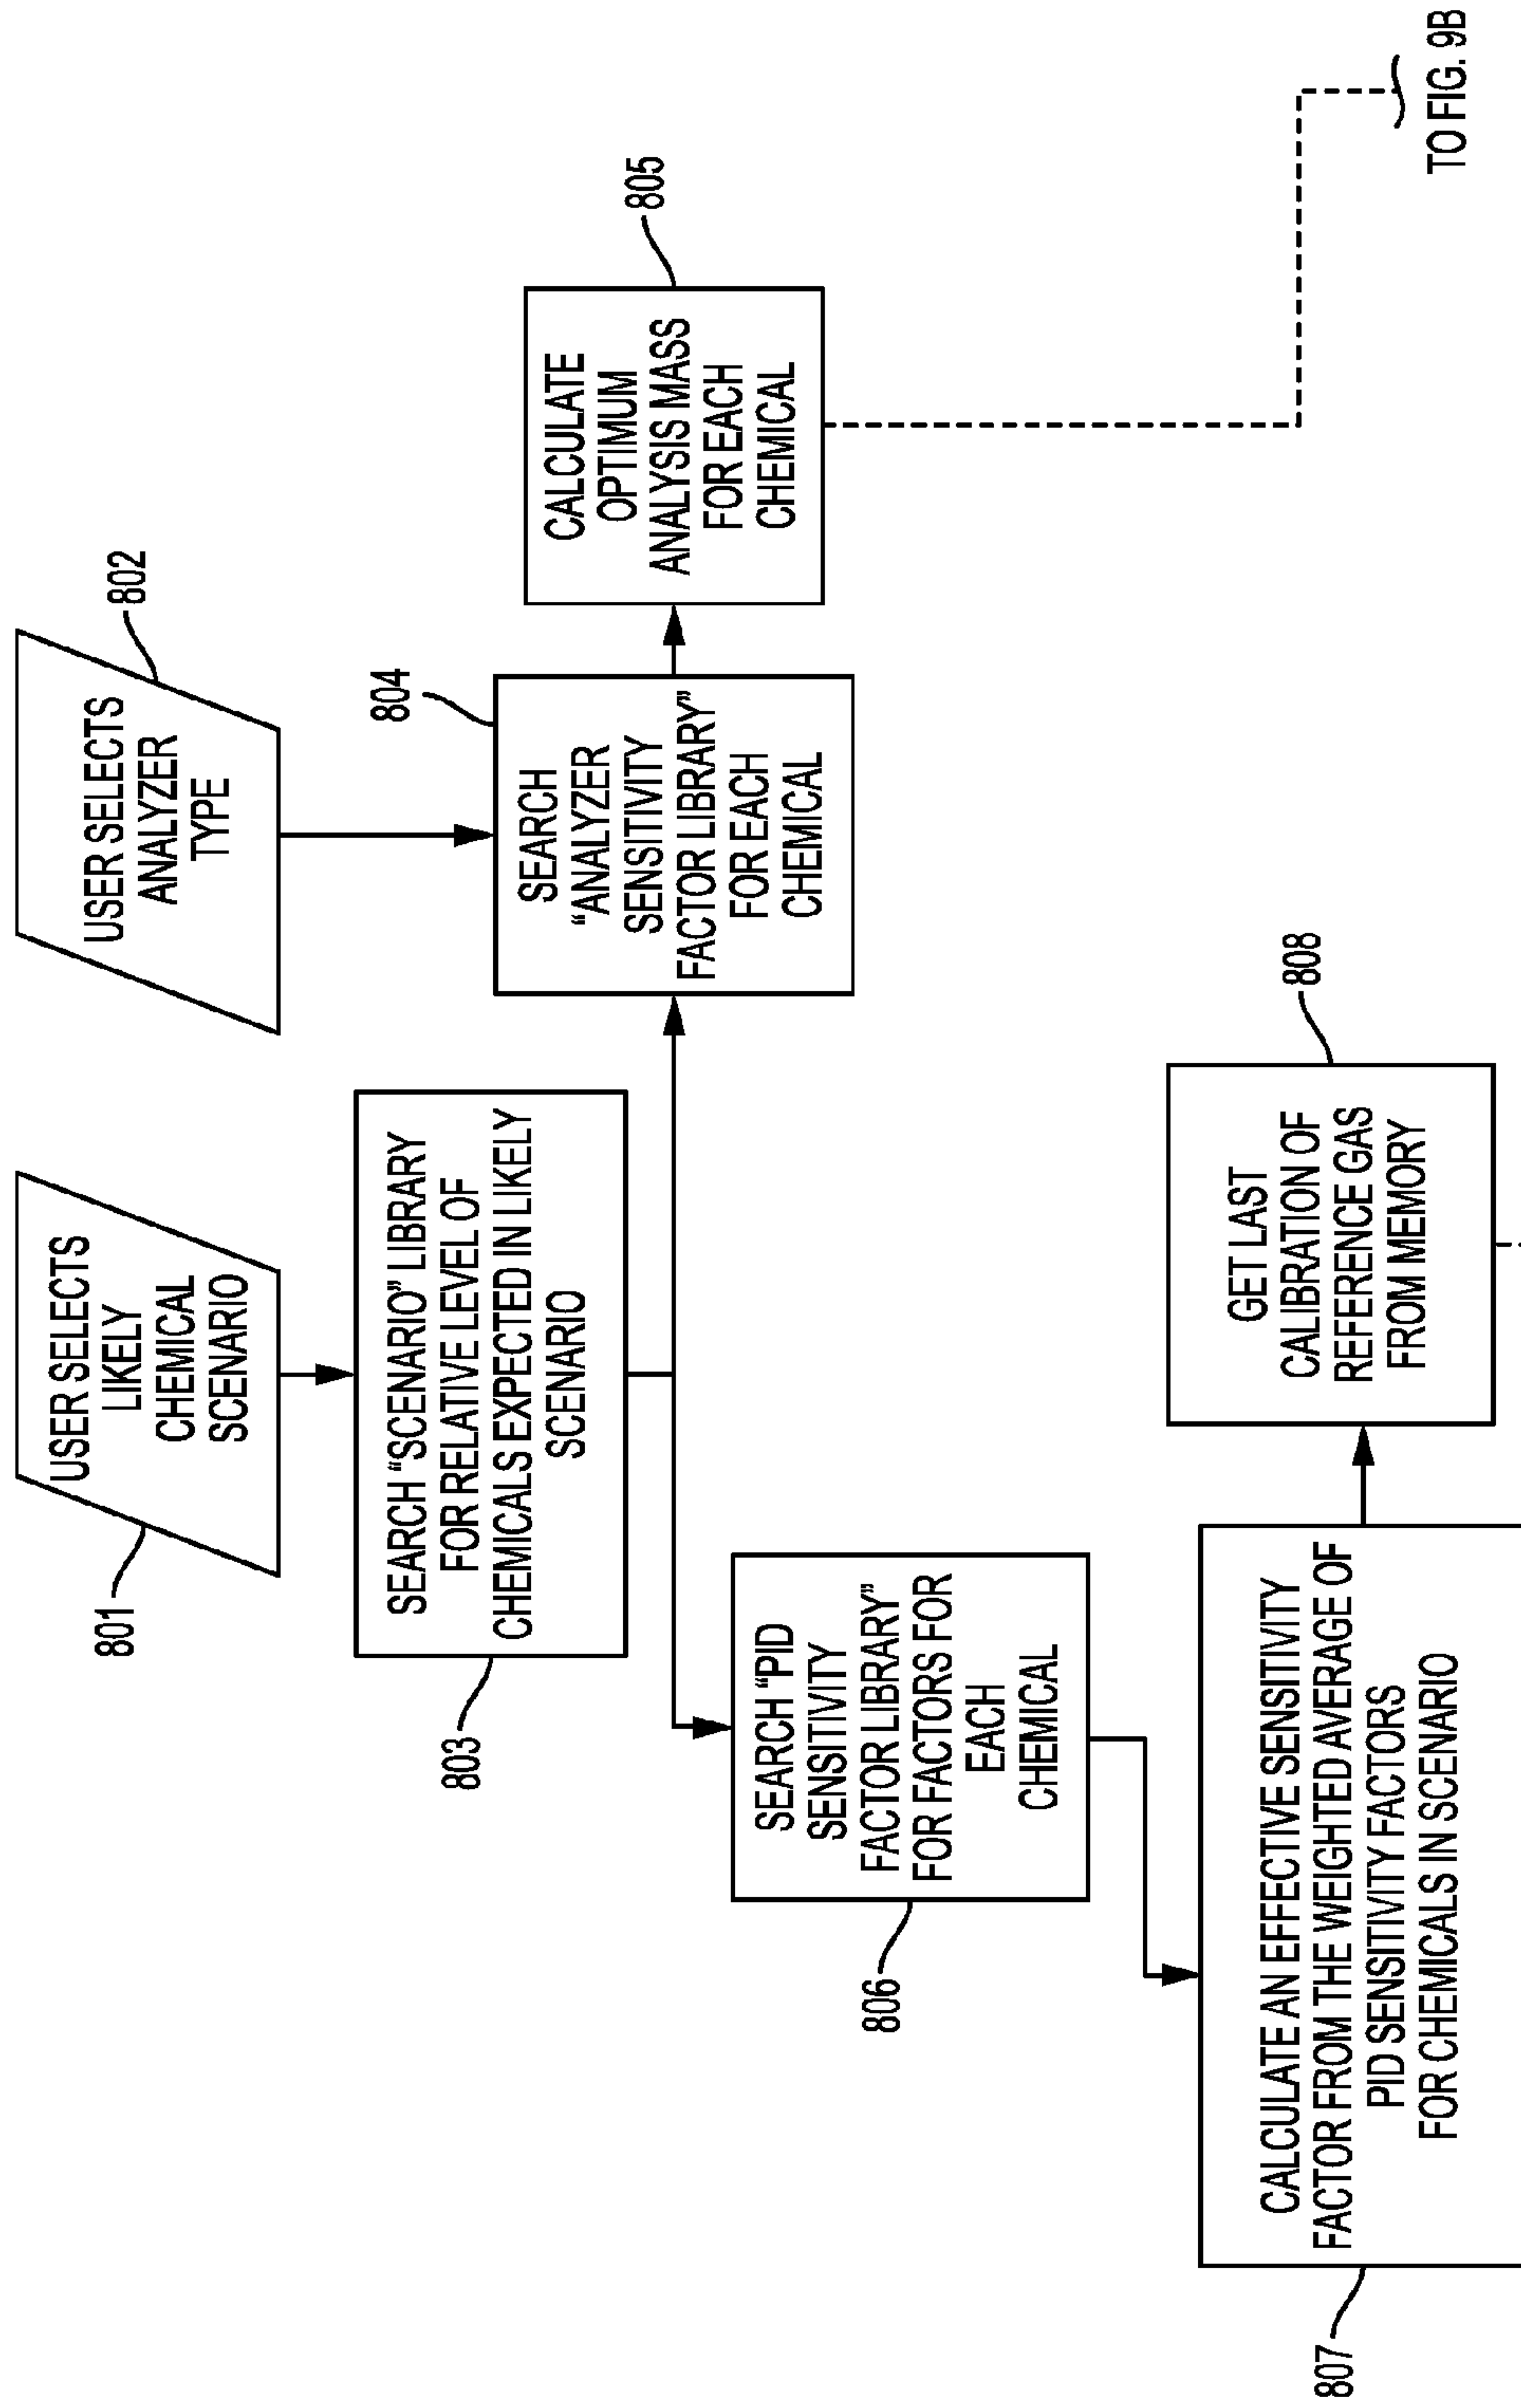 801
USER SELECTS
LIKELY
CHEMICAL
SCENARIO
USER SELECTS
ANALYZER
TYPE
802
803
SEARCH “SCENARIO” LIBRARY
FOR RELATIVE LEVEL OF
CHEMICALS EXPECTED IN LIKELY
SCENARIO
804
SEARCH
“ANALYZER
SENSITIVITY
FACTOR LIBRARY”
FOR EACH
CHEMICAL
805
CALCULATE
OPTIMUM
ANALYSIS MASS
FOR EACH
CHEMICAL
806
SEARCH “PID
SENSITIVITY
FACTOR LIBRARY”
FOR FACTORS FOR
EACH
CHEMICAL
807
CALCULATE AN EFFECTIVE SENSITIVITY
FACTOR FROM THE WEIGHTED AVERAGE OF
PID SENSITIVITY FACTORS
FOR CHEMICALS IN SCENARIO
808
GET LAST
CALIBRATION OF
REFERENCE GAS
FROM MEMORY
TO FIG. 9B